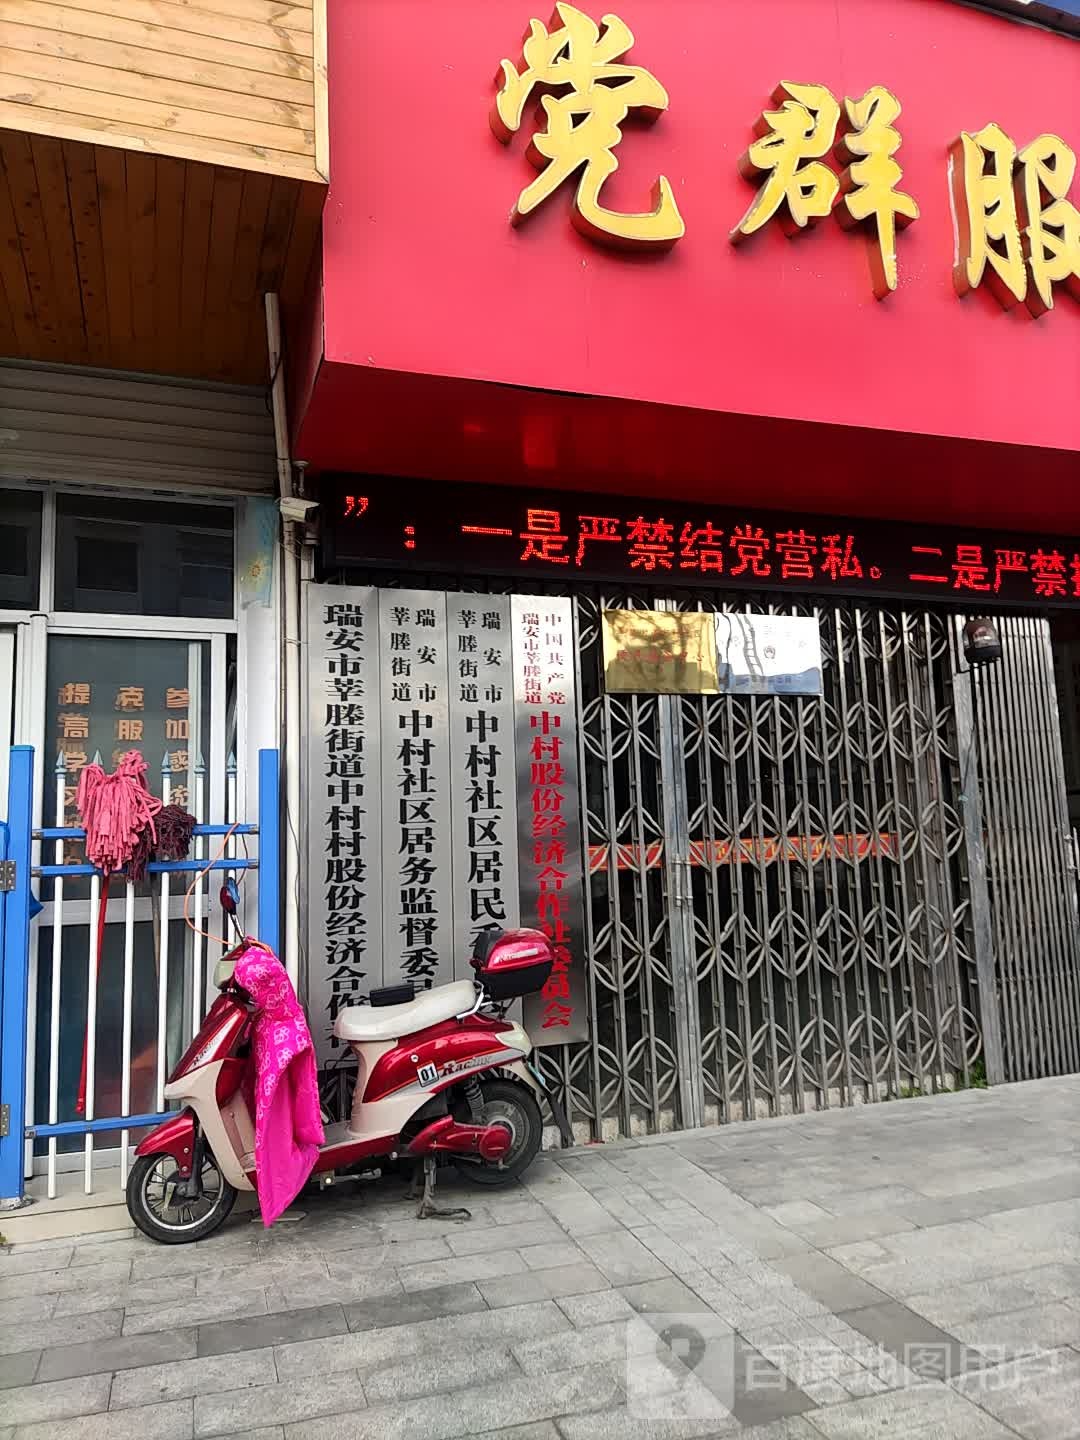 党群服
”：一是严禁结党营私。二是严禁
瑞安市莘塍街道中村村股份经济合作
瑞安市
莘塍街道
中村社区居务监督委员
瑞安市
莘塍街道
中村社区居民委
中国共产党
瑞安市莘塍街道
中村股份经济合作社委员会
提高学习
克服
参加感
01
Racing
百度地图用户